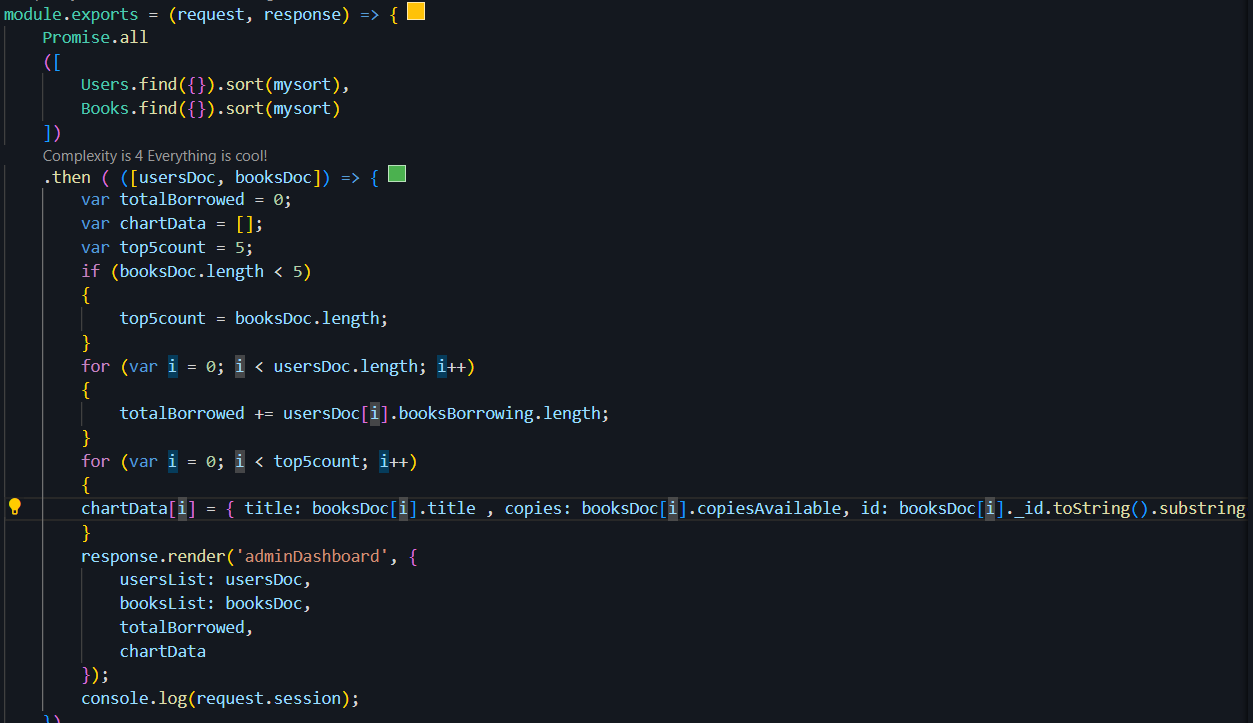 module.exports = (request, response) => {
Promise.all
([
Users.find({}).sort(mysort),
Books.find({}).sort(mysort)
])
Complexity is 4 Everything is cool!
.then ( ([usersDoc, booksDoc]) => {
var totalBorrowed = 0;
var chartData = [];
var top5count = 5;
if (booksDoc.length < 5)
{
top5count = booksDoc.length;
}
for (var i = 0; i < usersDoc.length; i++)
{
totalBorrowed += usersDoc[i].booksBorrowing.length;
}
for (var i = 0; i < top5count; i++)
{
chartData[i] = { title: booksDoc[i].title , copies: booksDoc[i].copiesAvailable, id: booksDoc[i]._id.toString().substring
}
response.render('adminDashboard', {
usersList: usersDoc,
booksList: booksDoc,
totalBorrowed,
chartData
});
console.log(request.session);
})